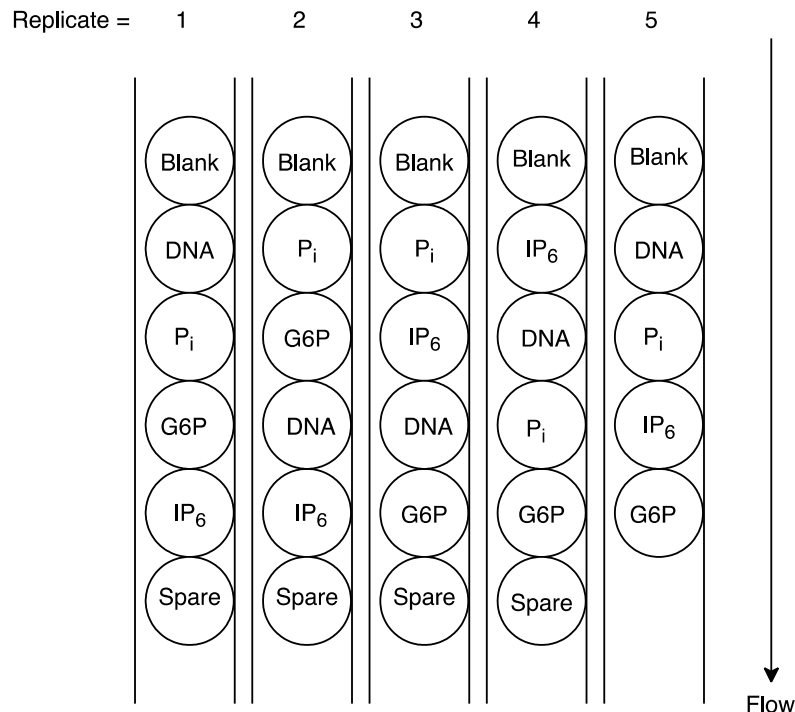 Replicate = 1 2 3 4 5
Blank Blank Blank Blank Blank
DNA Pi Pi IP6 DNA
Pi G6P IP6 DNA Pi
G6P DNA DNA Pi IP6
IP6 IP6 G6P G6P G6P
Spare Spare Spare Spare
Flow